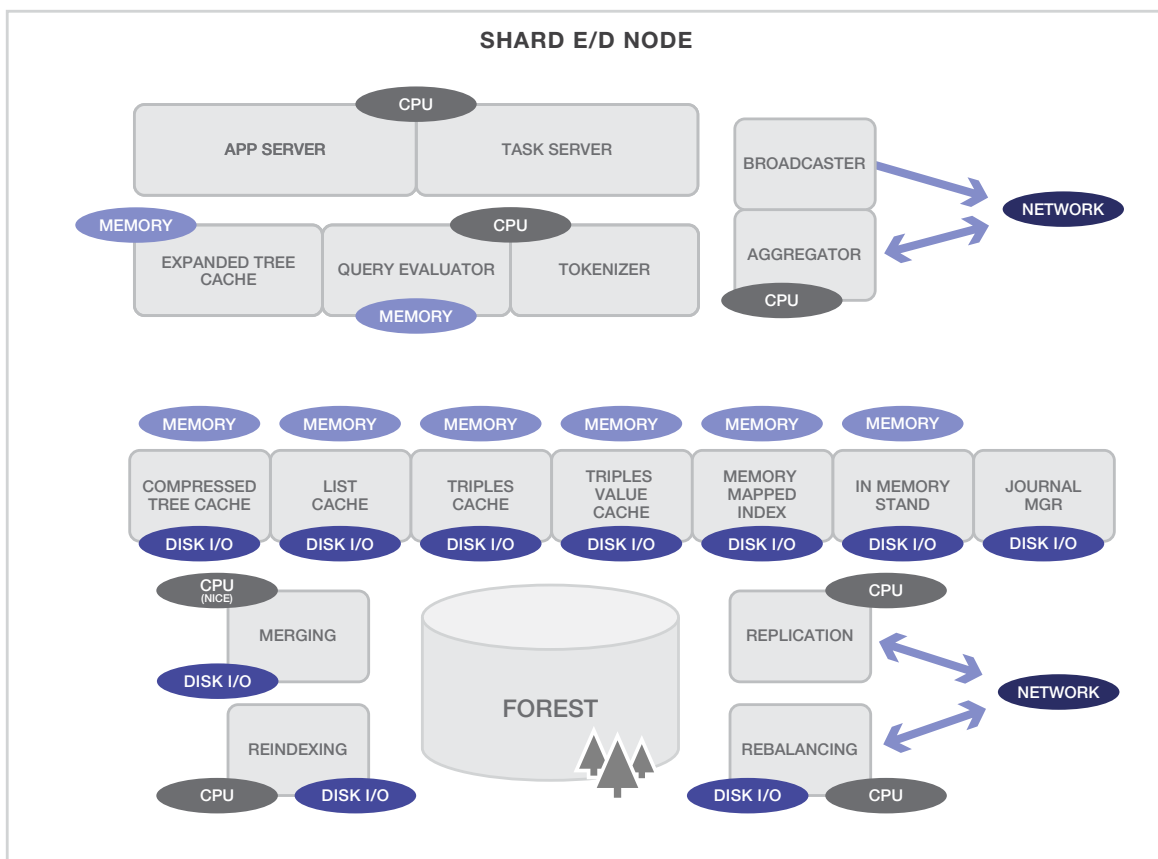 SHARD E/D NODE
CPU
APP SERVER
TASK SERVER
BROADCASTER
NETWORK
MEMORY
CPU
EXPANDED TREE
CACHE
QUERY EVALUATOR
TOKENIZER
AGGREGATOR
MEMORY
CPU
MEMORY
MEMORY
MEMORY
MEMORY
MEMORY
MEMORY
COMPRESSED
TREE CACHE
LIST
CACHE
TRIPLES
CACHE
TRIPLES
VALUE
CACHE
MEMORY
MAPPED
INDEX
IN MEMORY
STAND
JOURNAL
MGR
DISK I/O
DISK I/O
DISK I/O
DISK I/O
DISK I/O
DISK I/O
DISK I/O
CPU
(NICE)
MERGING
DISK I/O
REINDEXING
CPU
DISK I/O
FOREST
CPU
REPLICATION
NETWORK
REBALANCING
DISK I/O
CPU